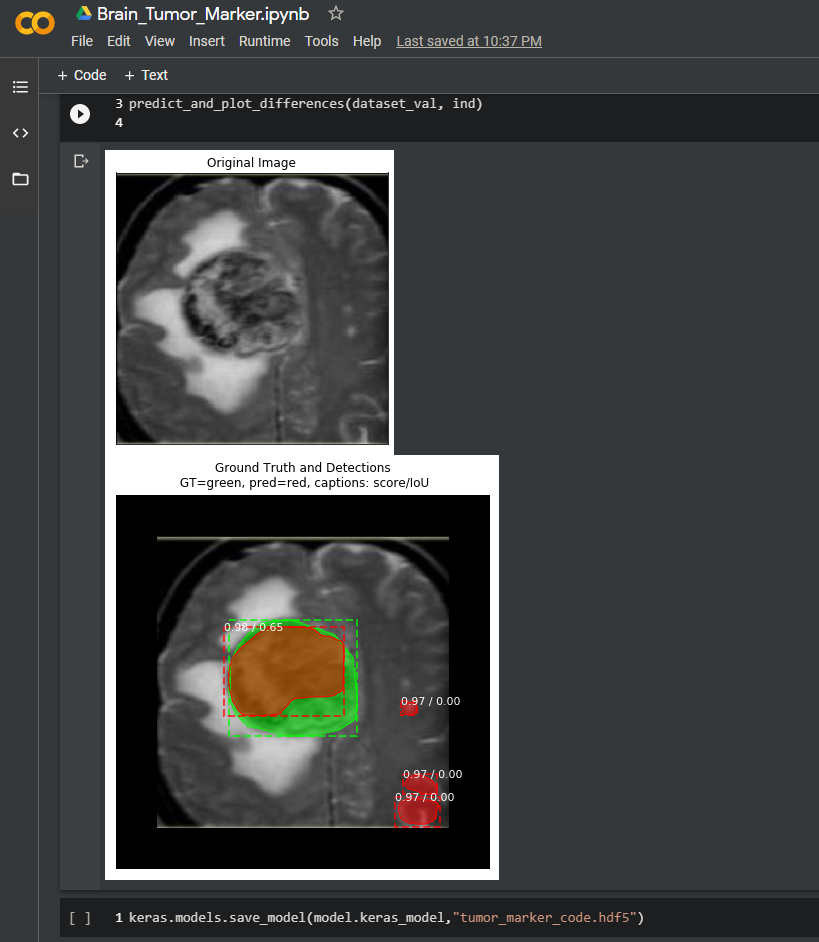 Brain_Tumor_Marker.ipynb
File Edit View Insert Runtime Tools Help Last saved at 10:37 PM
+ Code + Text
3 predict_and_plot_differences(dataset_val, ind)
4
Original Image
Ground Truth and Detections
GT=green, pred=red, captions: score/IoU
0.98 / 0.65
0.97 / 0.00
0.97 / 0.00
0.97 / 0.00
[ ] 1 keras.models.save_model(model.keras_model,"tumor_marker_code.hdf5")